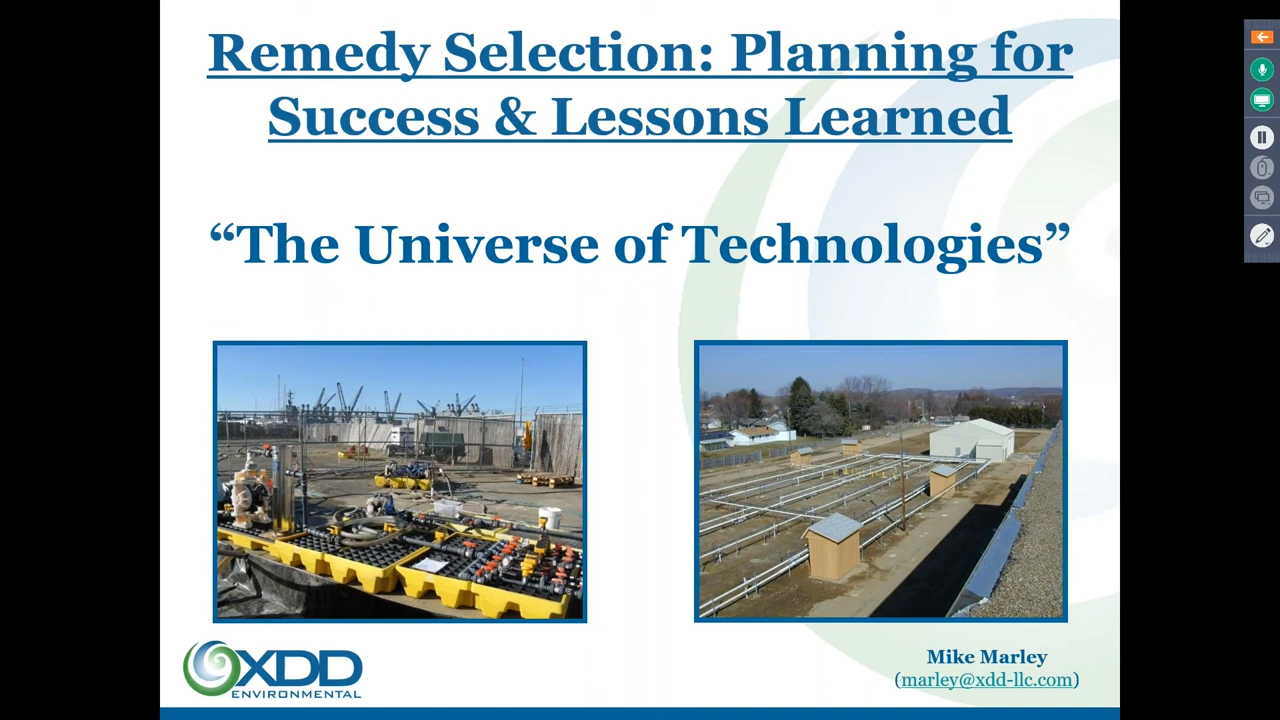 Remedy Selection: Planning for
Success & Lessons Learned
“The Universe of Technologies”
XDD
ENVIRONMENTAL
Mike Marley
(marley@xdd-llc.com)